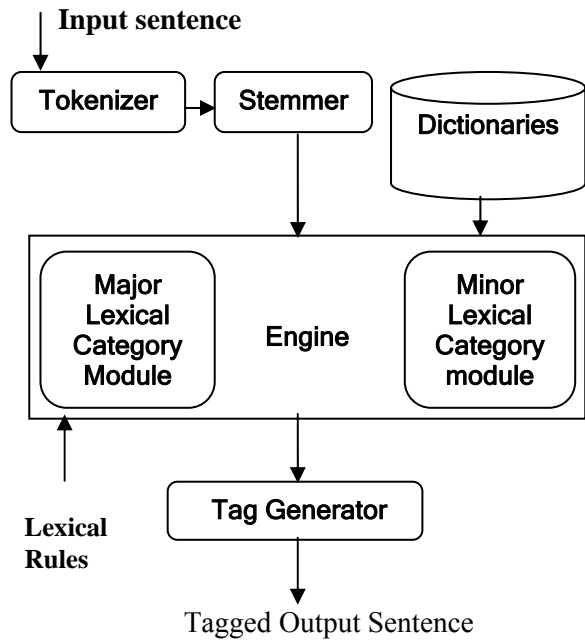 Input sentence
Tokenizer
Stemmer
Dictionaries
Major
Lexical
Category
Module
Engine
Minor
Lexical
Category
module
Lexical
Rules
Tag Generator
Tagged Output Sentence